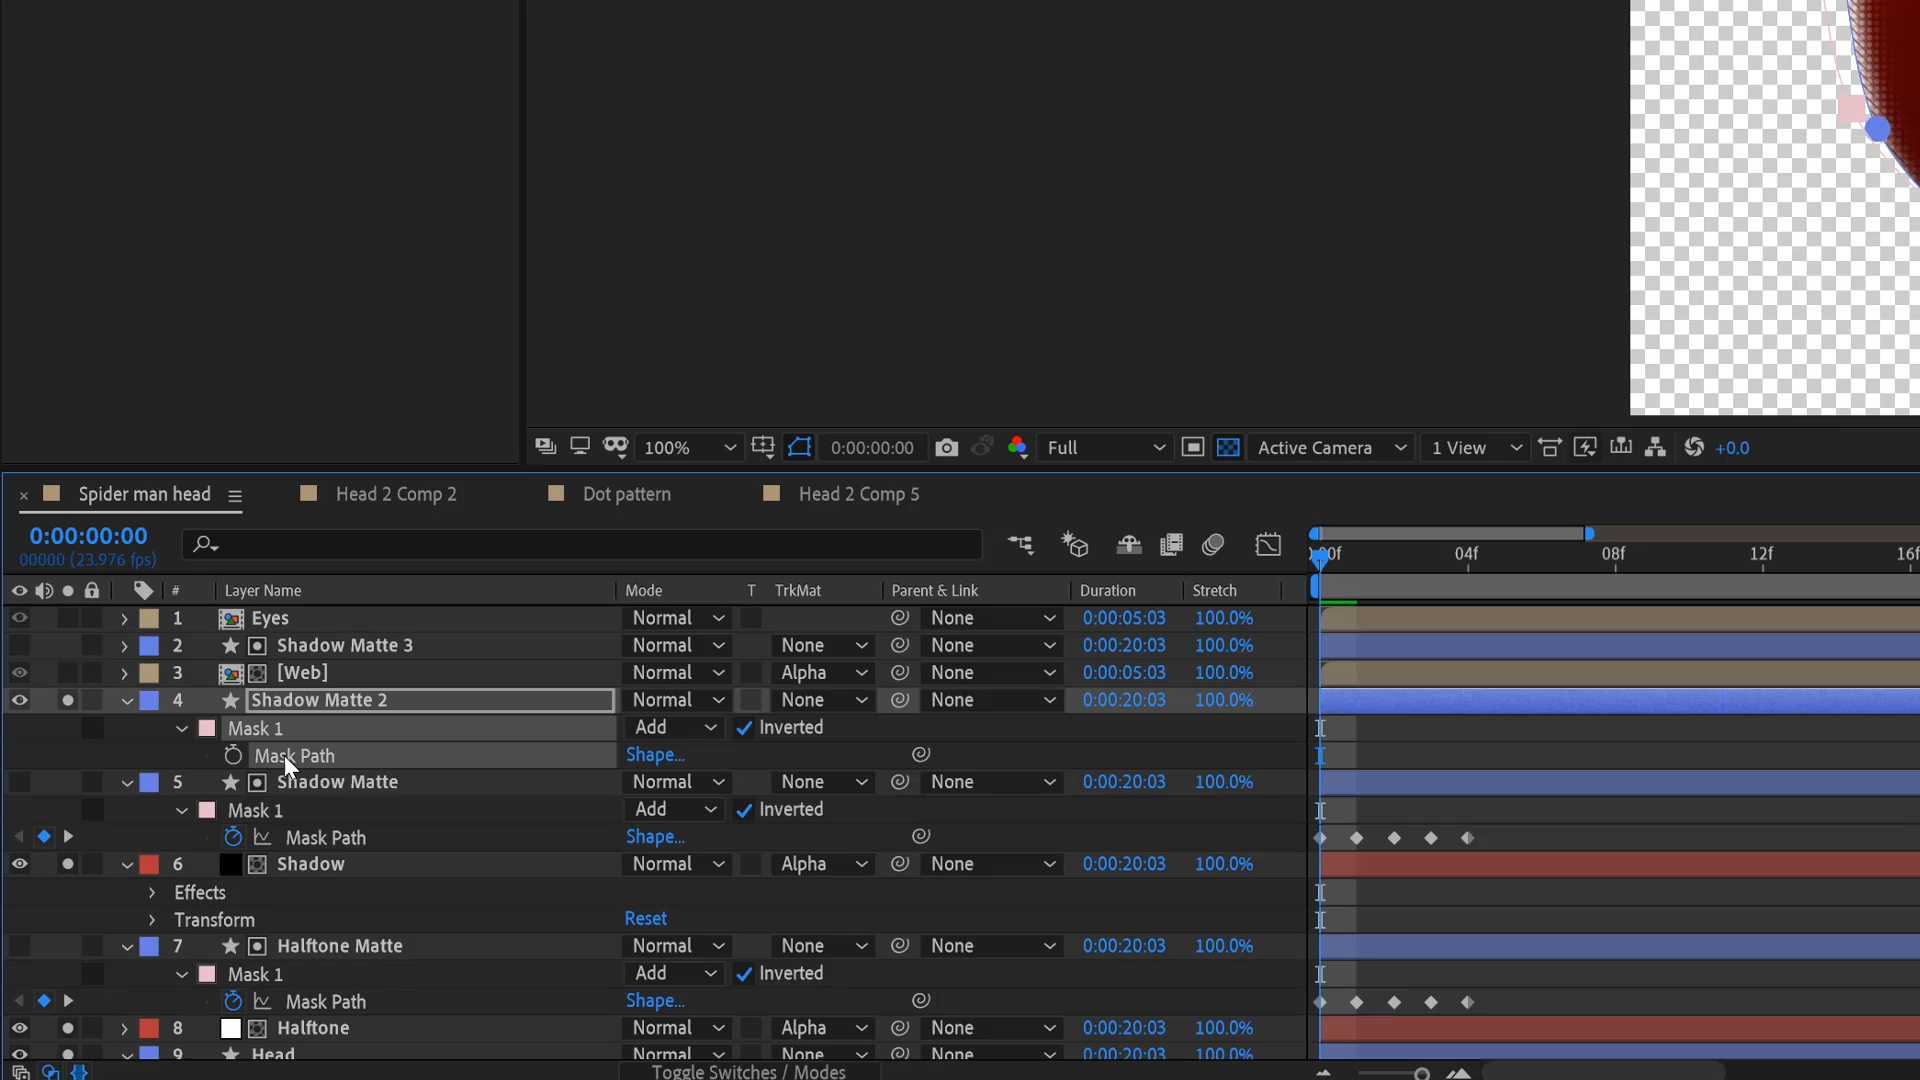 100%
0:00:00:00
Full
Active Camera
1 View
+0.0
Spider man head
Head 2 Comp 2
Dot pattern
Head 2 Comp 5
0:00:00:00
00000 (23.976 fps)
00f
04f
08f
12f
16f
#
Layer Name
Mode
T
TrkMat
Parent & Link
Duration
Stretch
1 Eyes Normal None 0:00:05:03 100.0%
2 Shadow Matte 3 Normal None None 0:00:20:03 100.0%
3 [Web] Normal Alpha None 0:00:05:03 100.0%
4 Shadow Matte 2 Normal None None 0:00:20:03 100.0%
Mask 1 Add Inverted
Mask Path Shape...
5 Shadow Matte Normal None None 0:00:20:03 100.0%
Mask 1 Add Inverted
Mask Path Shape...
6 Shadow Normal Alpha None 0:00:20:03 100.0%
Effects
Transform Reset
7 Halftone Matte Normal None None 0:00:20:03 100.0%
Mask 1 Add Inverted
Mask Path Shape...
8 Halftone Normal Alpha None 0:00:20:03 100.0%
9 Head Normal None None 0:00:20:03 100.0%
Toggle Switches / Modes